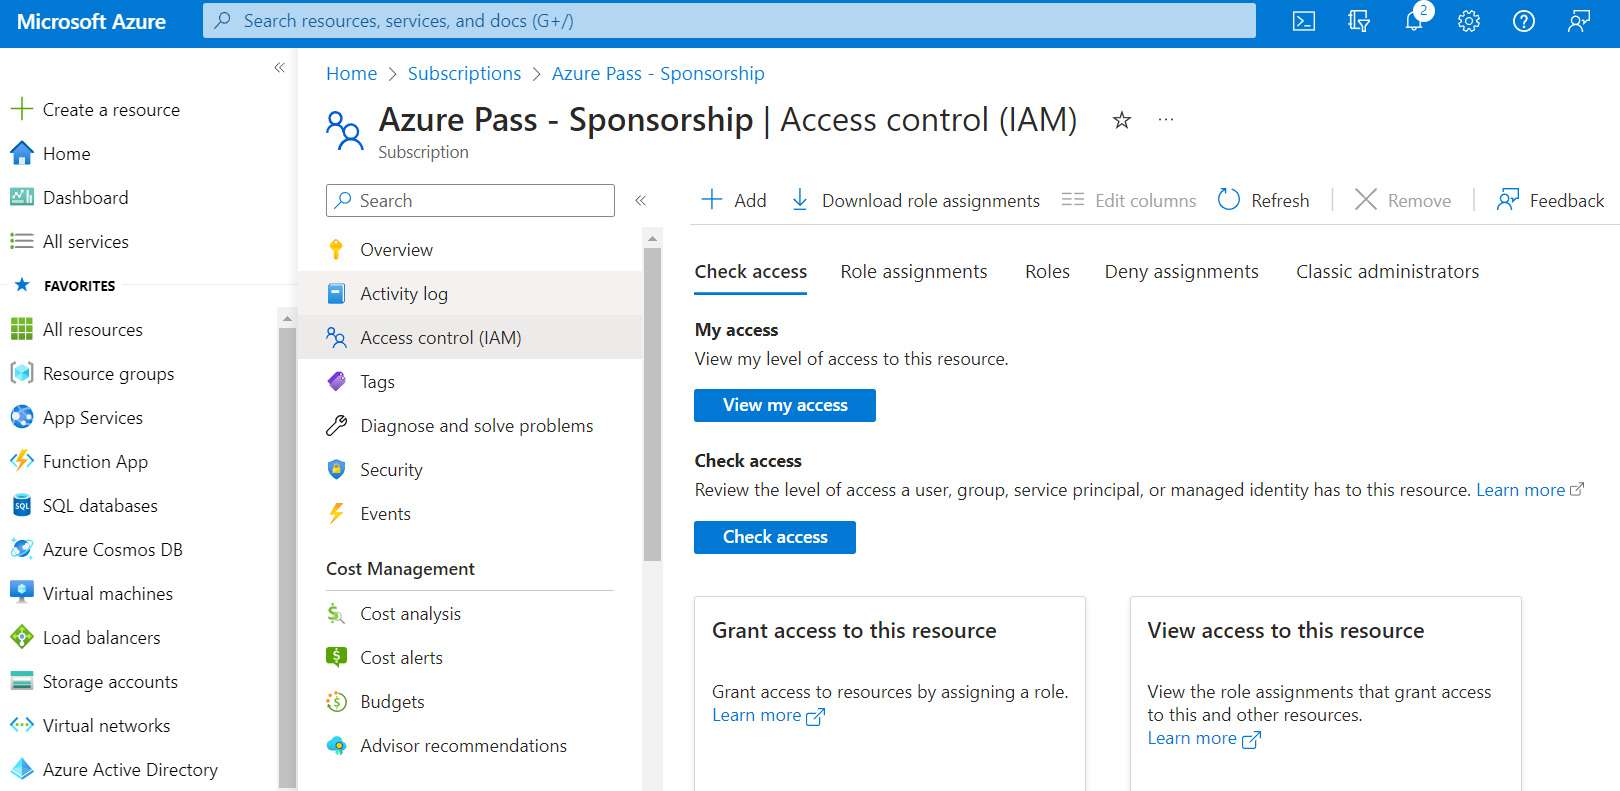 Microsoft Azure
Search resources, services, and docs (G+/)
2
Create a resource
Home
Dashboard
All services
FAVORITES
All resources
Resource groups
App Services
Function App
SQL
SQL databases
Azure Cosmos DB
Virtual machines
Load balancers
Storage accounts
Virtual networks
Azure Active Directory
Home > Subscriptions > Azure Pass - Sponsorship
Azure Pass - Sponsorship | Access control (IAM)
Subscription
Search
Overview
Activity log
Access control (IAM)
Tags
Diagnose and solve problems
Security
Events
Cost Management
Cost analysis
Cost alerts
Budgets
Advisor recommendations
Add Download role assignments Edit columns Refresh Remove Feedback
Check access Role assignments Roles Deny assignments Classic administrators
My access
View my level of access to this resource.
View my access
Check access
Review the level of access a user, group, service principal, or managed identity has to this resource. Learn more
Check access
Grant access to this resource
Grant access to resources by assigning a role.
Learn more
View access to this resource
View the role assignments that grant access
to this and other resources.
Learn more